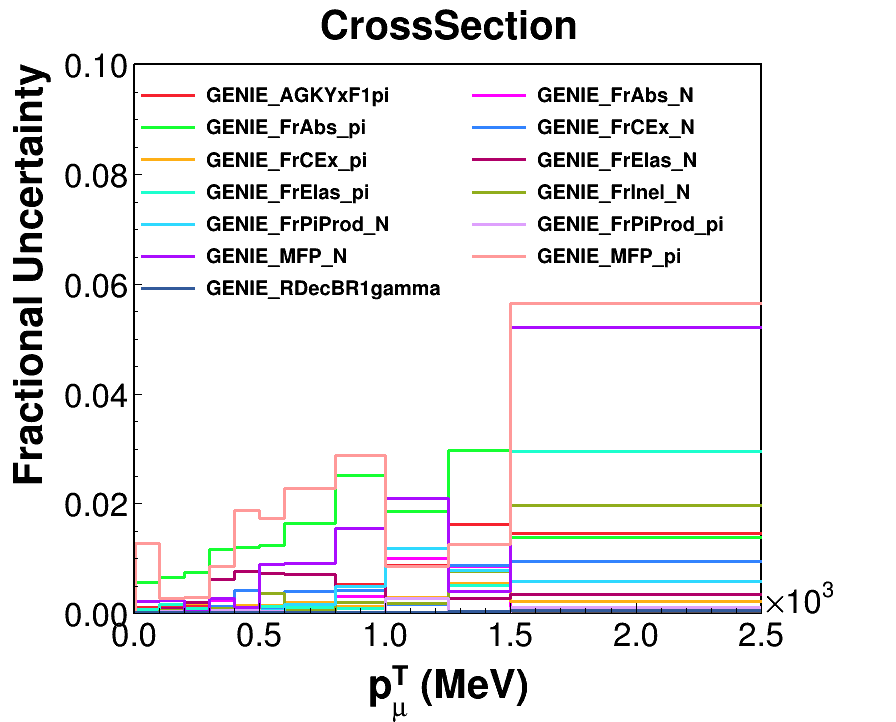 CrossSection
Fractional Uncertainty
0.10
0.08
0.06
0.04
0.02
0.00
GENIE_AGKYxF1pi
GENIE_FrAbs_pi
GENIE_FrCEx_pi
GENIE_FrElas_pi
GENIE_FrPiProd_N
GENIE_MFP_N
GENIE_RDecBR1gamma
GENIE_FrAbs_N
GENIE_FrCEx_N
GENIE_FrElas_N
GENIE_FrInel_N
GENIE_FrPiProd_pi
GENIE_MFP_pi
0.0 0.5 1.0 1.5 2.0 2.5
×10³
p_μ^T (MeV)